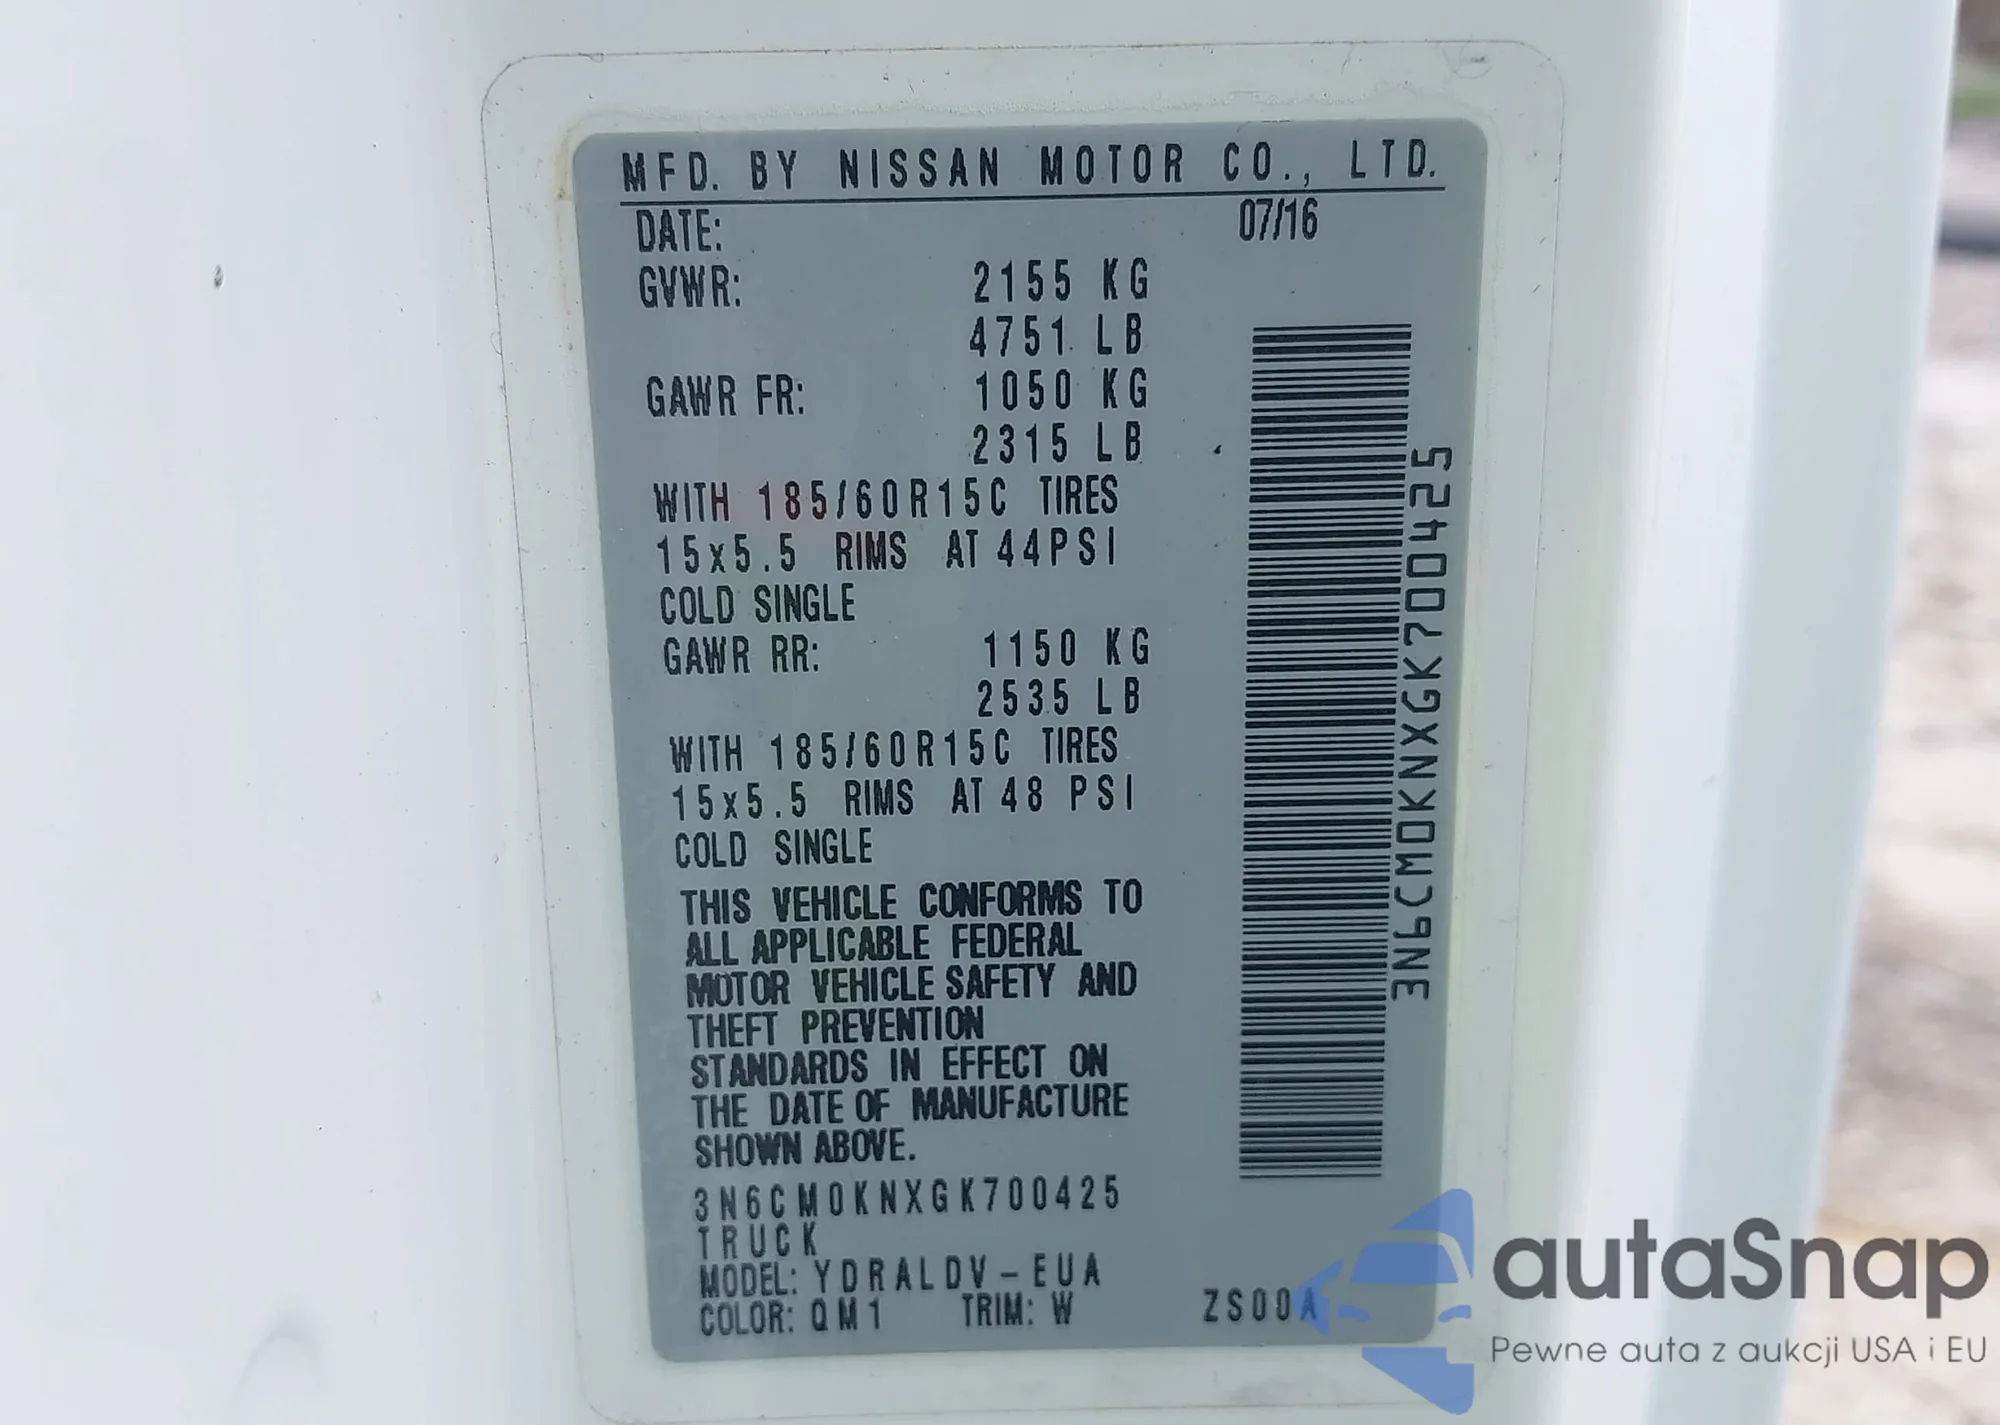 MFD. BY NISSAN MOTOR CO., LTD.
DATE: 07/16
GVWR: 2155 KG
4751 LB
GAWR FR: 1050 KG
2315 LB
WITH 185/60R15C TIRES
15x5.5 RIMS AT 44PSI
COLD SINGLE
GAWR RR: 1150 KG
2535 LB
WITH 185/60R15C TIRES
15x5.5 RIMS AT 48 PSI
COLD SINGLE
THIS VEHICLE CONFORMS TO
ALL APPLICABLE FEDERAL
MOTOR VEHICLE SAFETY AND
THEFT PREVENTION
STANDARDS IN EFFECT ON
THE DATE OF MANUFACTURE
SHOWN ABOVE.
3N6CM0KNXGK700425
TRUCK
MODEL: YDRALDV-EUA
COLOR: QM1 TRIM: W ZS00A
3N6CM0KNXGK700425
autaSnap
Pewne auta z aukcji USA i EU